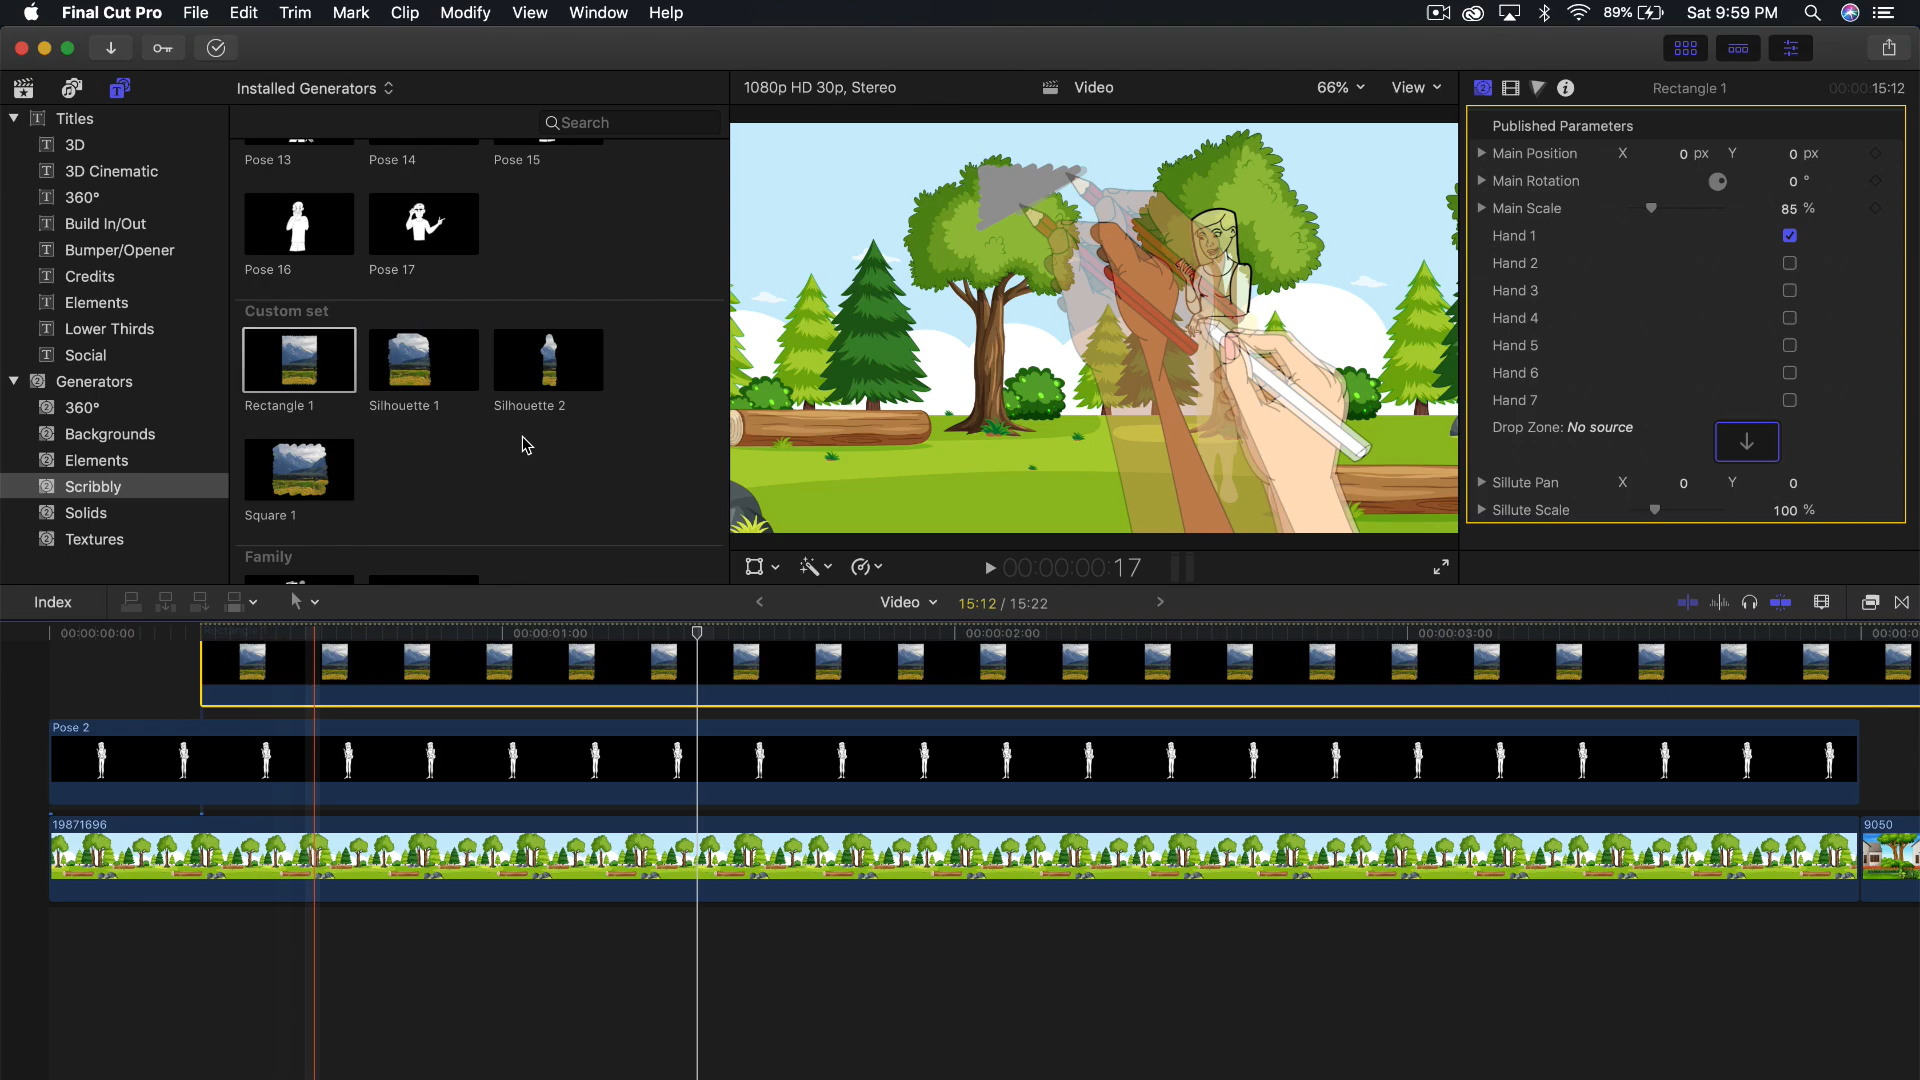 Final Cut Pro File Edit Trim Mark Clip Modify View Window Help 89% Sat 9:59 PM
Installed Generators
1080p HD 30p, Stereo Video 66% View
Rectangle 1 00:00:15:12
Search
Titles
3D
3D Cinematic
360°
Build In/Out
Bumper/Opener
Credits
Elements
Lower Thirds
Social
Generators
360°
Backgrounds
Elements
Scribbly
Solids
Textures
Pose 13 Pose 14 Pose 15
Pose 16 Pose 17
Custom set
Rectangle 1 Silhouette 1 Silhouette 2
Square 1
Family
Published Parameters
Main Position X 0 px Y 0 px
Main Rotation 0 °
Main Scale 85 %
Hand 1
Hand 2
Hand 3
Hand 4
Hand 5
Hand 6
Hand 7
Drop Zone: No source
Sillute Pan X 0 Y 0
Sillute Scale 100 %
00:00:00:17
Index Video 15:12 / 15:22
00:00:00:00 00:00:01:00 00:00:02:00 00:00:03:00
Pose 2
19871696 9050